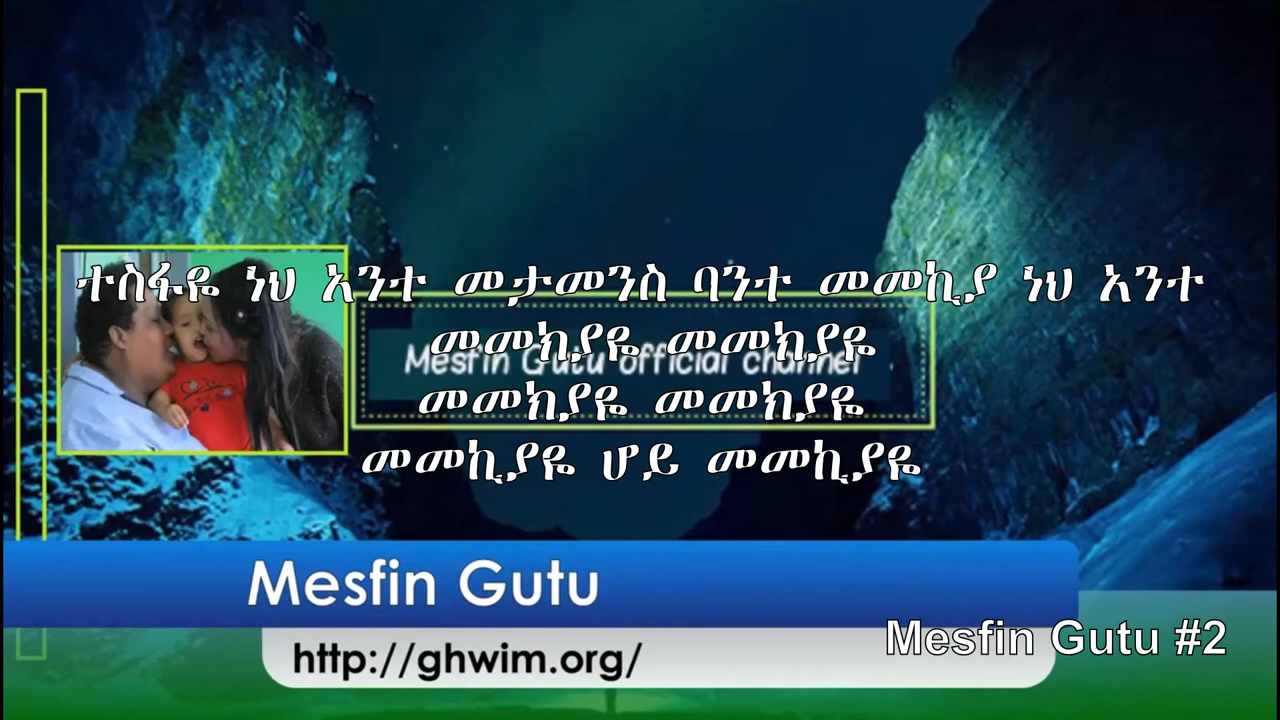 ተስፋዬ ነህ አንተ መታመንስ ባንተ መመኪያ ነህ አንተ
መመክያዬ መመክያዬ
Mesfin Gutu official channel
መመክያዬ መመክያዬ
መመኪያዬ ሆይ መመኪያዬ
Mesfin Gutu
Mesfin Gutu #2
http://ghwim.org/